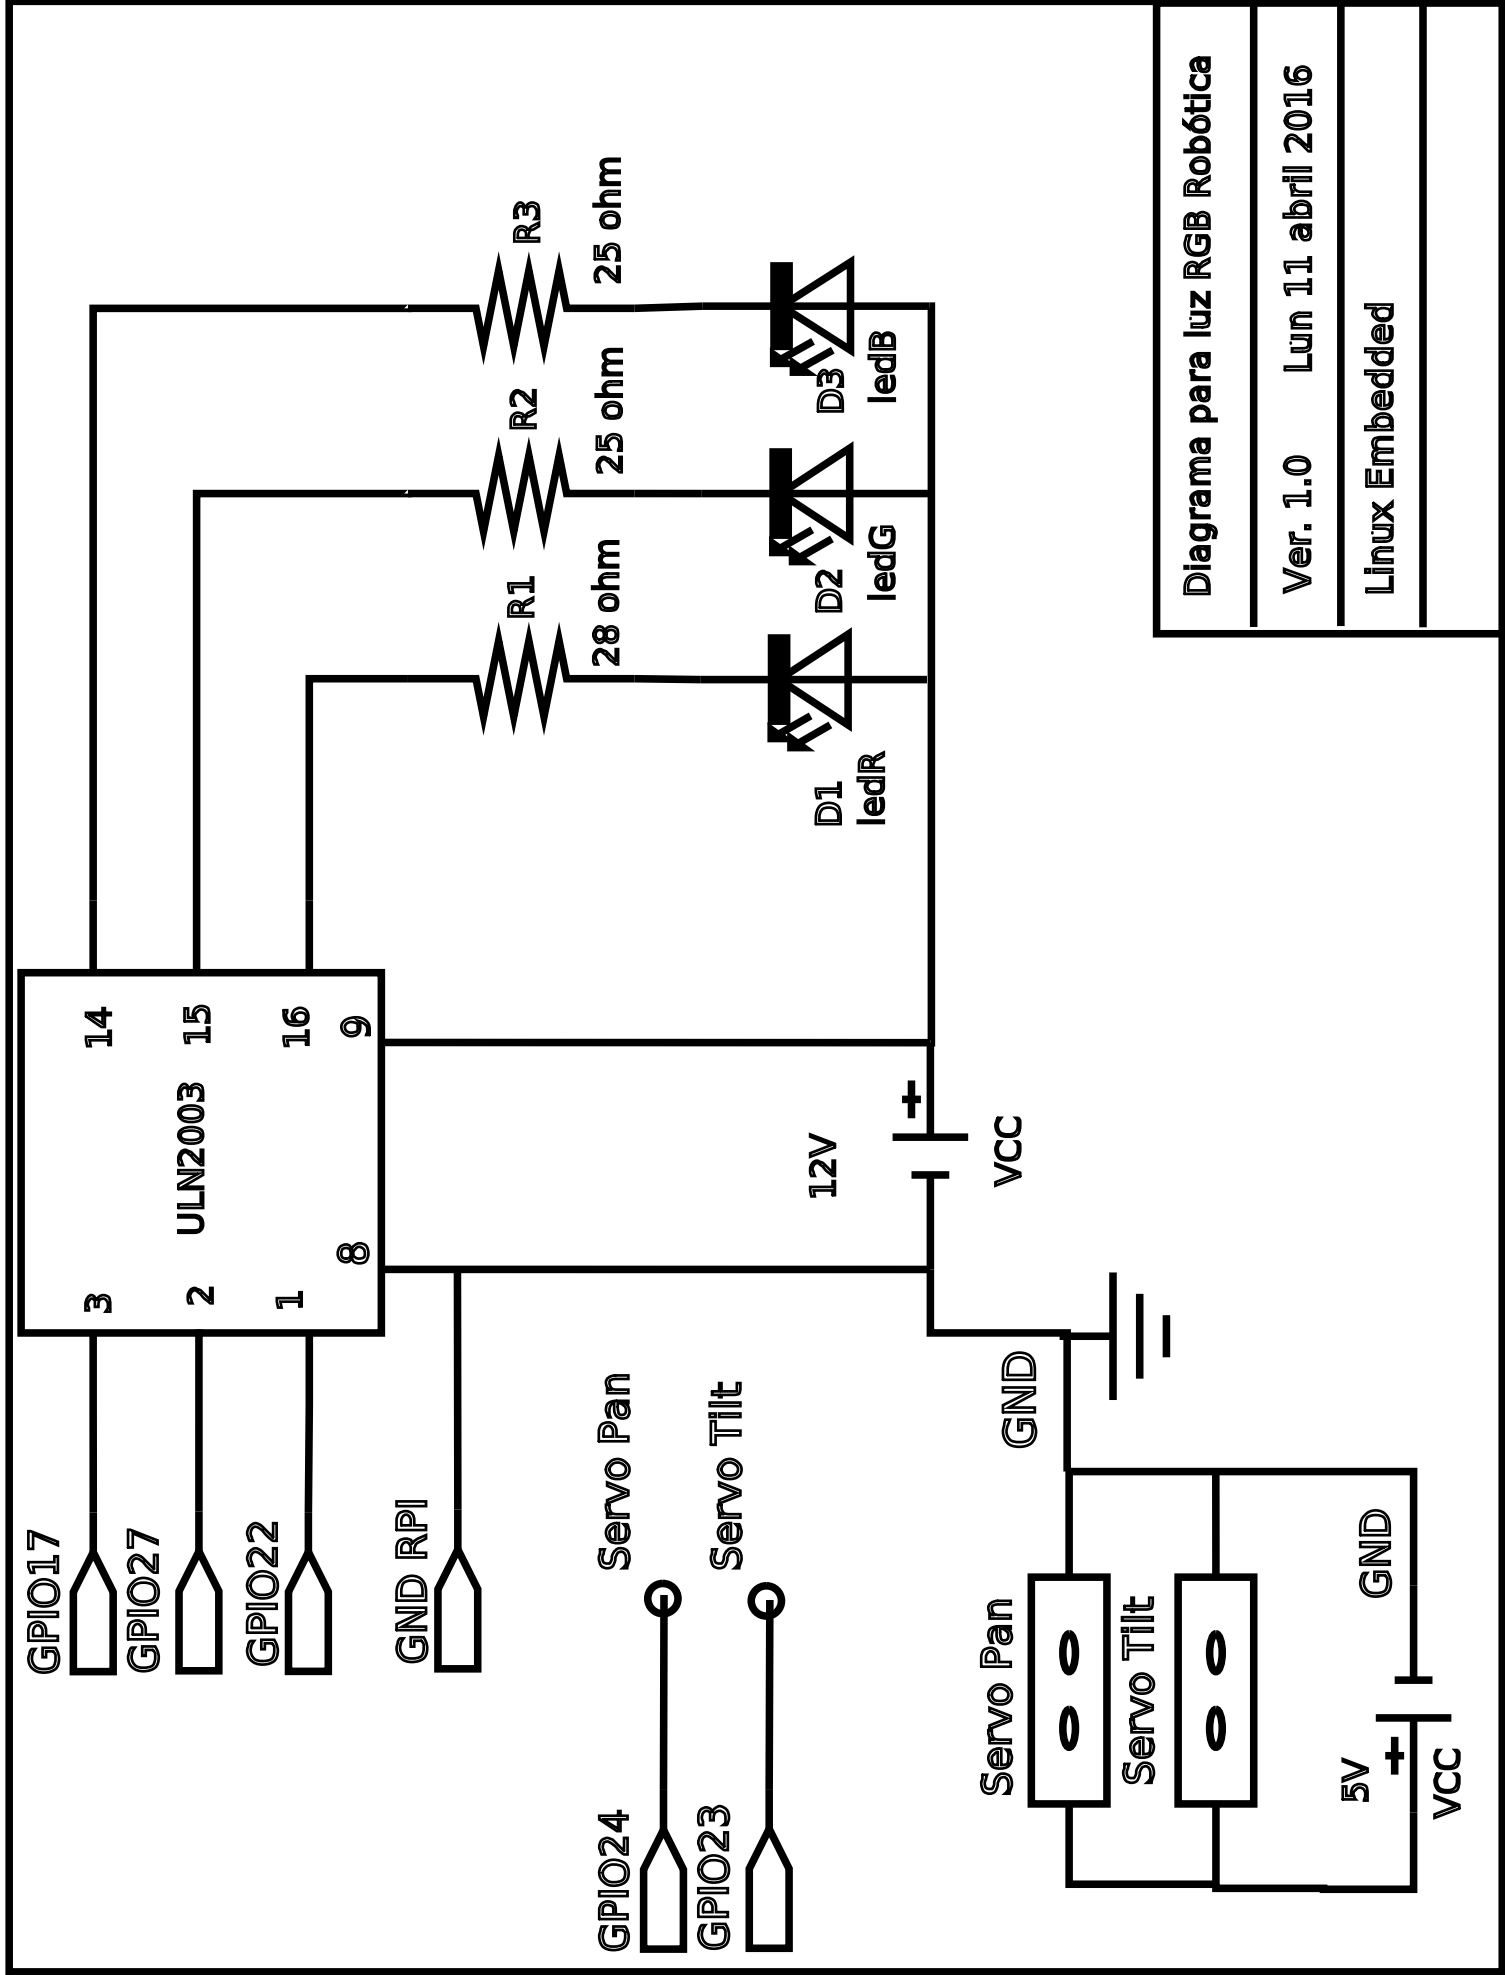 GPIO17
GPIO27
GPIO22
GND RPI
3
2
1
8
ULN2003
14
15
16
9
R3
25 ohm
R2
25 ohm
R1
28 ohm
D3
ledB
D2
ledG
D1
ledR
12V
VCC
GND
GPIO24
Servo Pan
GPIO23
Servo Tilt
Servo Pan
Servo Tilt
GND
5V
VCC
Diagrama para luz RGB Robótica
Ver. 1.0 Lun 11 abril 2016
Linux Embedded